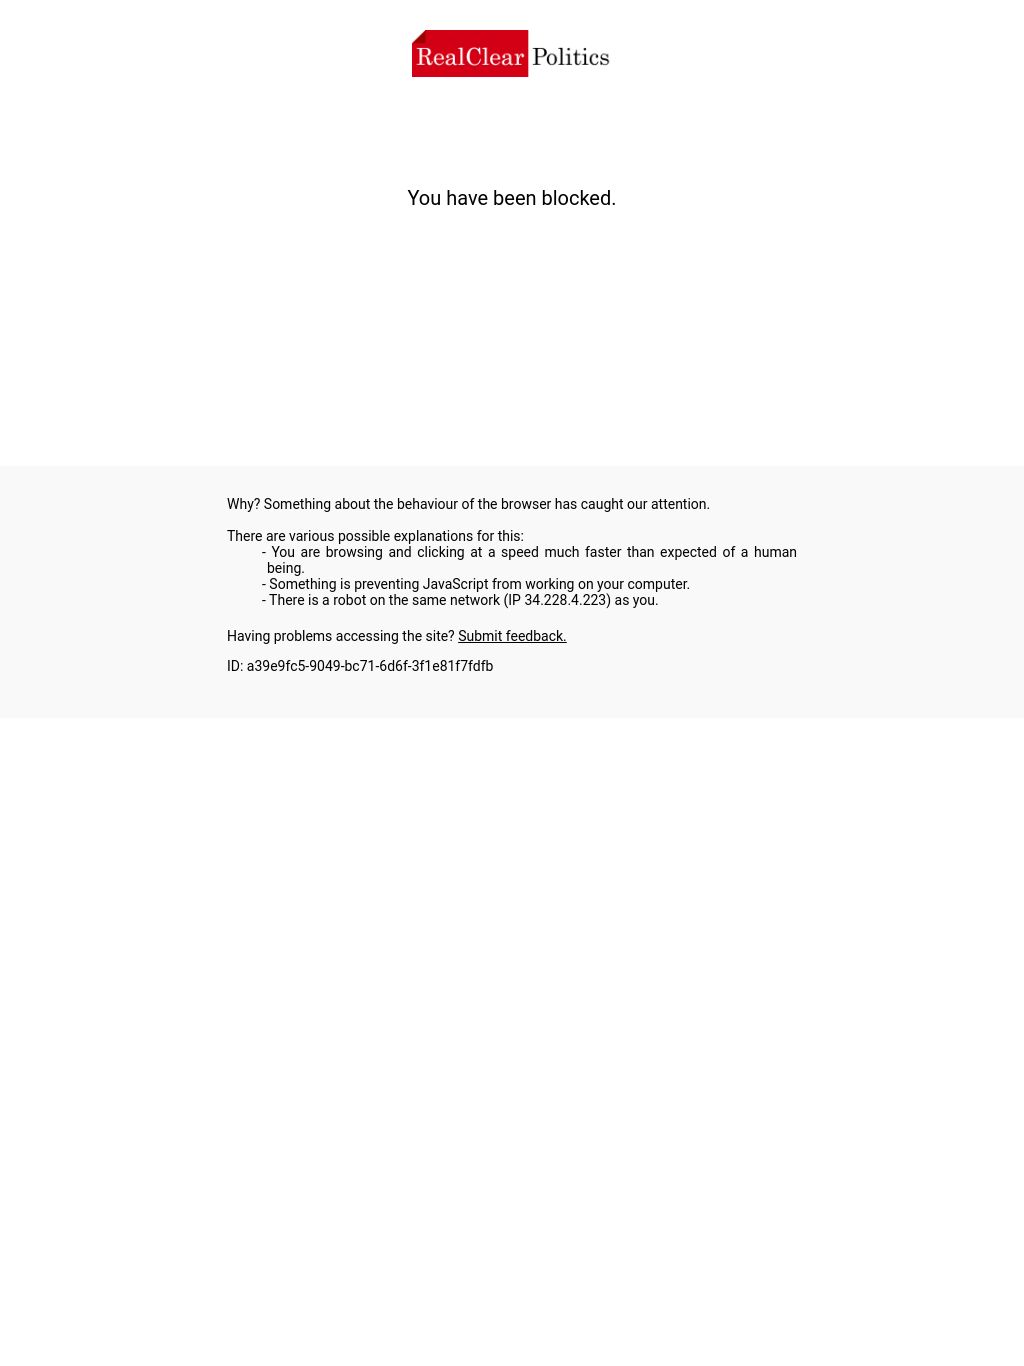 RealClear Politics
You have been blocked.
Why? Something about the behaviour of the browser has caught our attention.
There are various possible explanations for this:
- You are browsing and clicking at a speed much faster than expected of a human
being.
- Something is preventing JavaScript from working on your computer.
- There is a robot on the same network (IP 34.228.4.223) as you.
Having problems accessing the site? Submit feedback.
ID: a39e9fc5-9049-bc71-6d6f-3f1e81f7fdfb